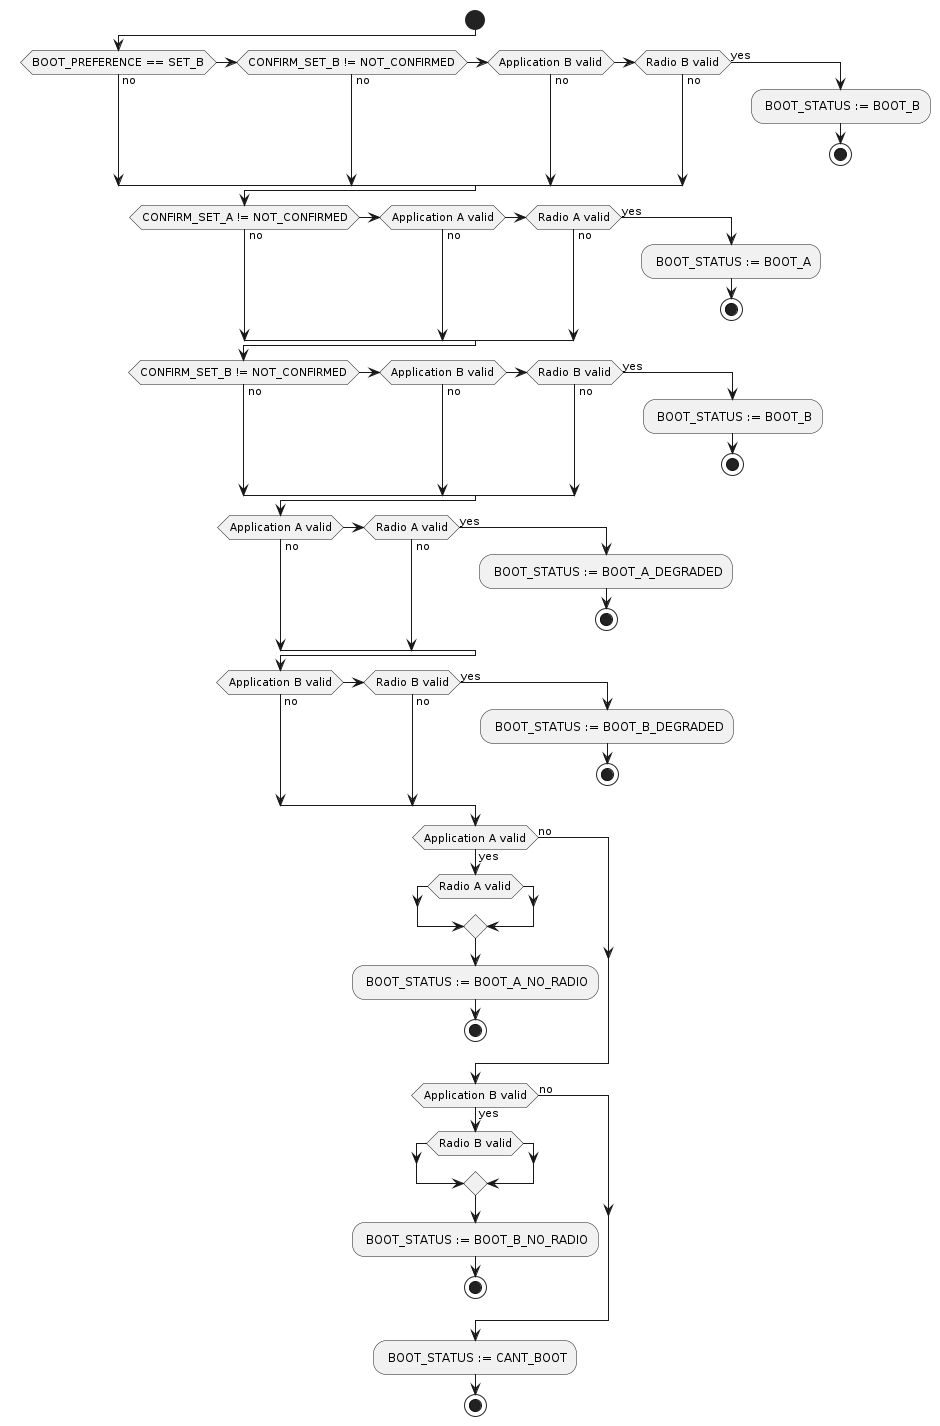 BOOT_PREFERENCE == SET_B
CONFIRM_SET_B != NOT_CONFIRMED
Application B valid
Radio B valid
yes
no
no
no
no
BOOT_STATUS := BOOT_B
CONFIRM_SET_A != NOT_CONFIRMED
Application A valid
Radio A valid
yes
no
no
no
BOOT_STATUS := BOOT_A
CONFIRM_SET_B != NOT_CONFIRMED
Application B valid
Radio B valid
yes
no
no
no
BOOT_STATUS := BOOT_B
Application A valid
Radio A valid
yes
no
no
BOOT_STATUS := BOOT_A_DEGRADED
Application B valid
Radio B valid
yes
no
no
BOOT_STATUS := BOOT_B_DEGRADED
Application A valid
no
yes
Radio A valid
BOOT_STATUS := BOOT_A_NO_RADIO
Application B valid
no
yes
Radio B valid
BOOT_STATUS := BOOT_B_NO_RADIO
BOOT_STATUS := CANT_BOOT